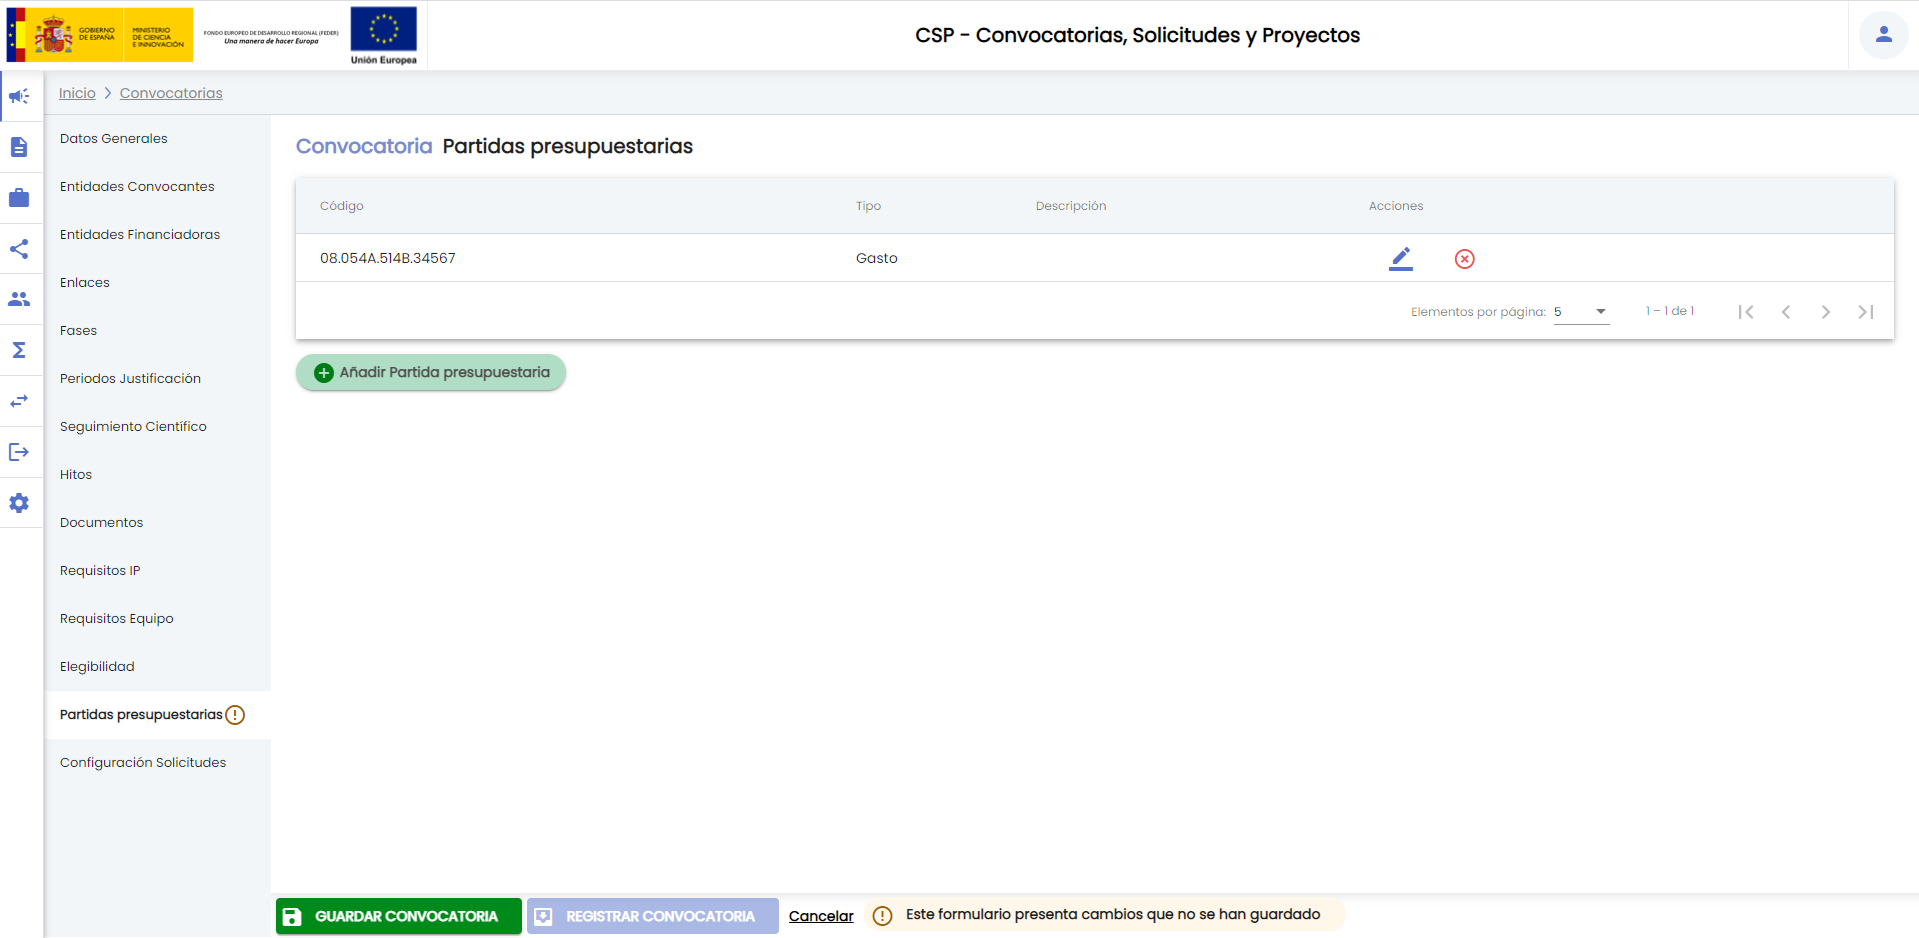 GOBIERNO
DE ESPAÑA
MINISTERIO
DE CIENCIA
E INNOVACIÓN
FONDO EUROPEO DE DESARROLLO REGIONAL (FEDER)
Una manera de hacer Europa
Unión Europea
CSP - Convocatorias, Solicitudes y Proyectos
Inicio > Convocatorias
Datos Generales
Entidades Convocantes
Entidades Financiadoras
Enlaces
Fases
Periodos Justificación
Seguimiento Científico
Hitos
Documentos
Requisitos IP
Requisitos Equipo
Elegibilidad
Partidas presupuestarias
Configuración Solicitudes
Convocatoria Partidas presupuestarias
Código Tipo Descripción Acciones
08.054A.514B.34567 Gasto
Elementos por página: 5 1 – 1 de 1
Añadir Partida presupuestaria
GUARDAR CONVOCATORIA REGISTRAR CONVOCATORIA Cancelar Este formulario presenta cambios que no se han guardado